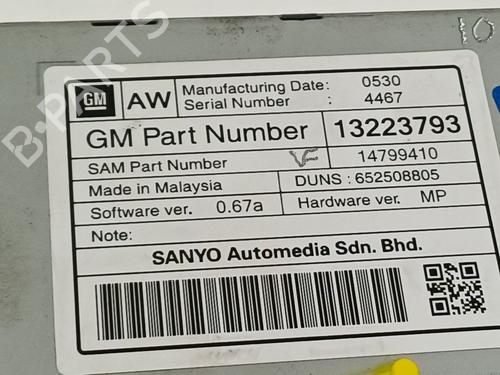 10
GM AW Manufacturing Date: 0530
Serial Number : 4467
GM Part Number 13223793
SAM Part Number 14799410
Made in Malaysia DUNS : 652508805
Software ver. 0.67a Hardware ver. MP
Note:
SANYO Automedia Sdn. Bhd.
B-PARTS